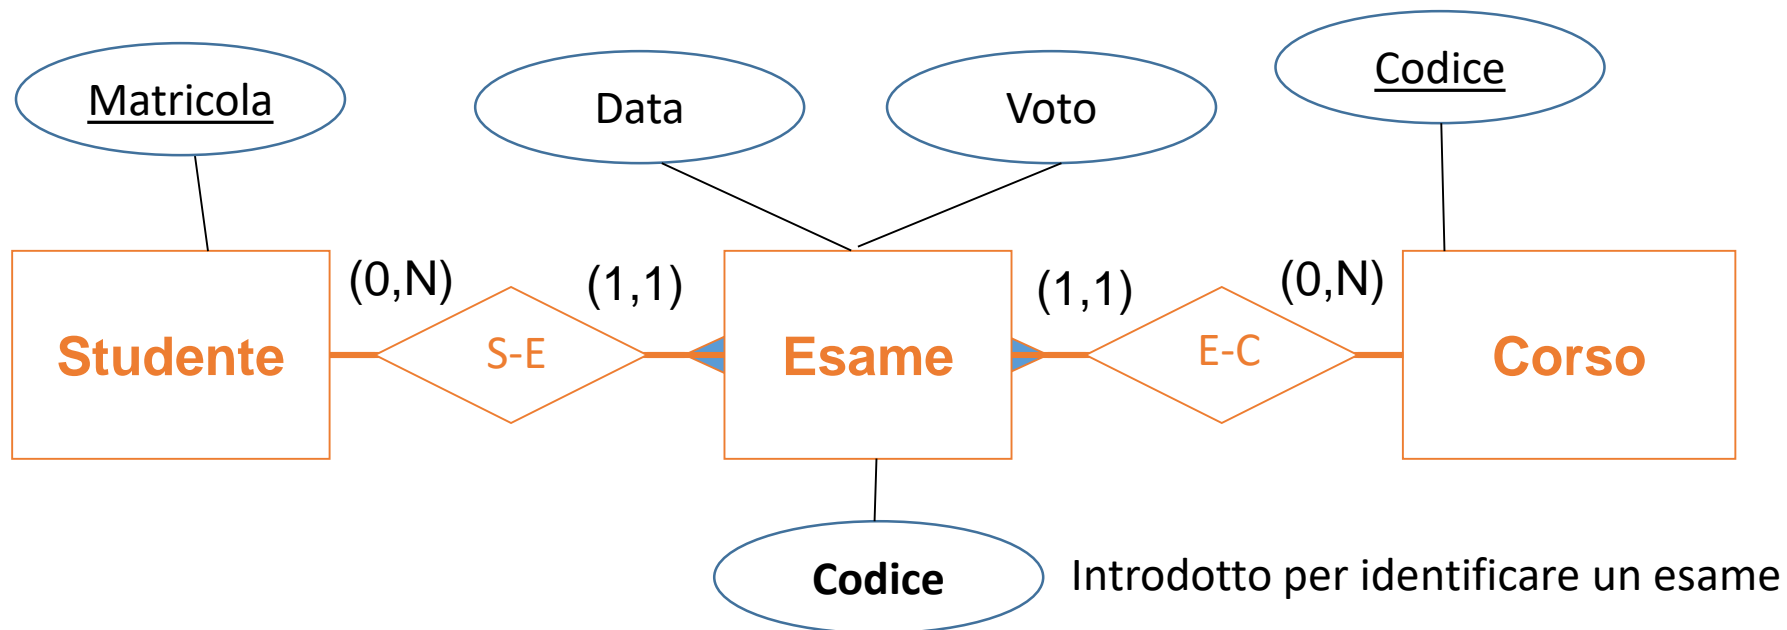 Matricola
Data
Voto
Codice
(0,N)
(1,1)
(1,1)
(0,N)
Studente
S-E
Esame
E-C
Corso
Codice
Introdotto per identificare un esame